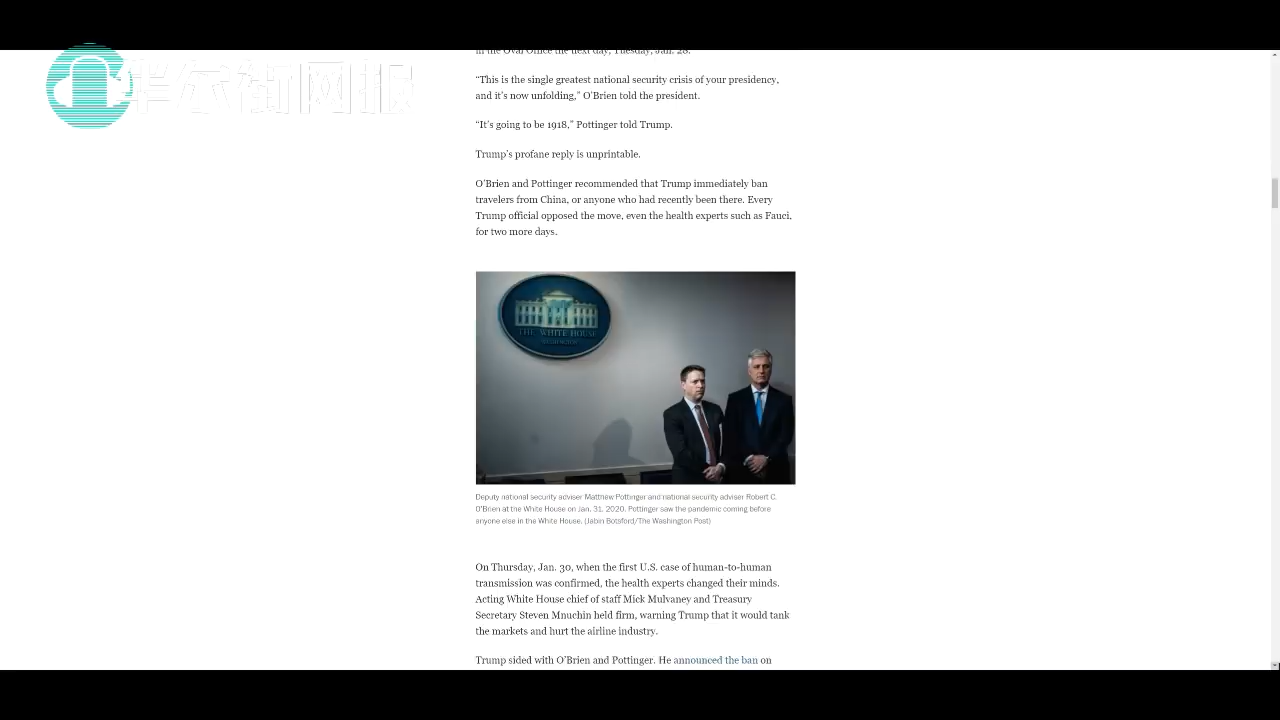 in the Oval Office the next day, Tuesday, Jan. 28.
半尔街网报
“This is the single greatest national security crisis of your presidency,
and it’s now unfolding,” O’Brien told the president.
“It’s going to be 1918,” Pottinger told Trump.
Trump’s profane reply is unprintable.
O’Brien and Pottinger recommended that Trump immediately ban
travelers from China, or anyone who had recently been there. Every
Trump official opposed the move, even the health experts such as Fauci,
for two more days.
THE WHITE HOUSE
WASHINGTON
Deputy national security adviser Matthew Pottinger and national security adviser Robert C.
O’Brien at the White House on Jan. 31, 2020. Pottinger saw the pandemic coming before
anyone else in the White House. (Jabin Botsford/The Washington Post)
On Thursday, Jan. 30, when the first U.S. case of human-to-human
transmission was confirmed, the health experts changed their minds.
Acting White House chief of staff Mick Mulvaney and Treasury
Secretary Steven Mnuchin held firm, warning Trump that it would tank
the markets and hurt the airline industry.
Trump sided with O’Brien and Pottinger. He announced the ban on